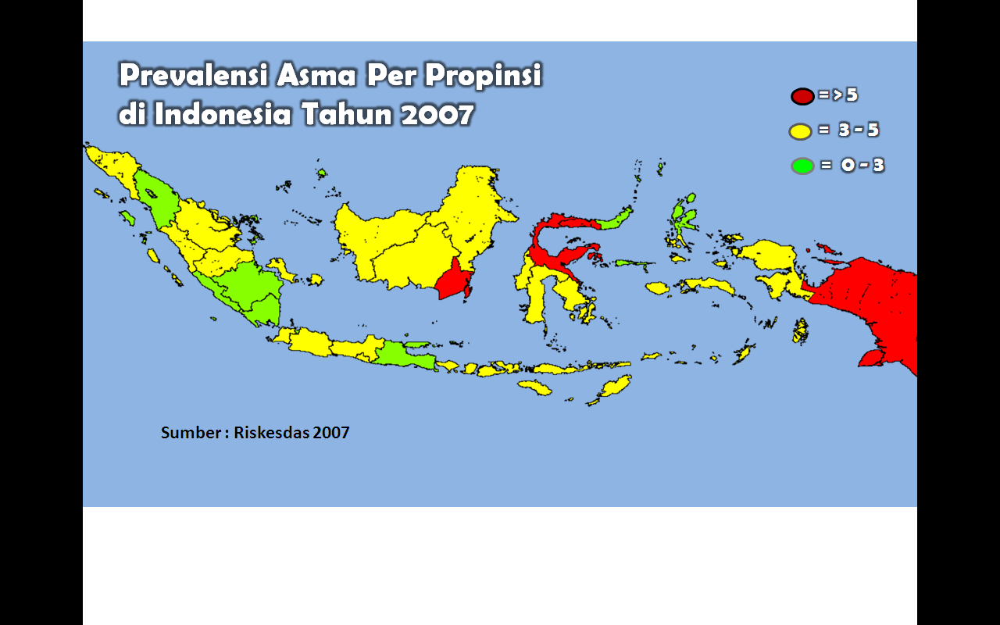 Prevalensi Asma Per Propinsi
di Indonesia Tahun 2007
= > 5
= 3 - 5
= 0 - 3
Sumber : Riskesdas 2007